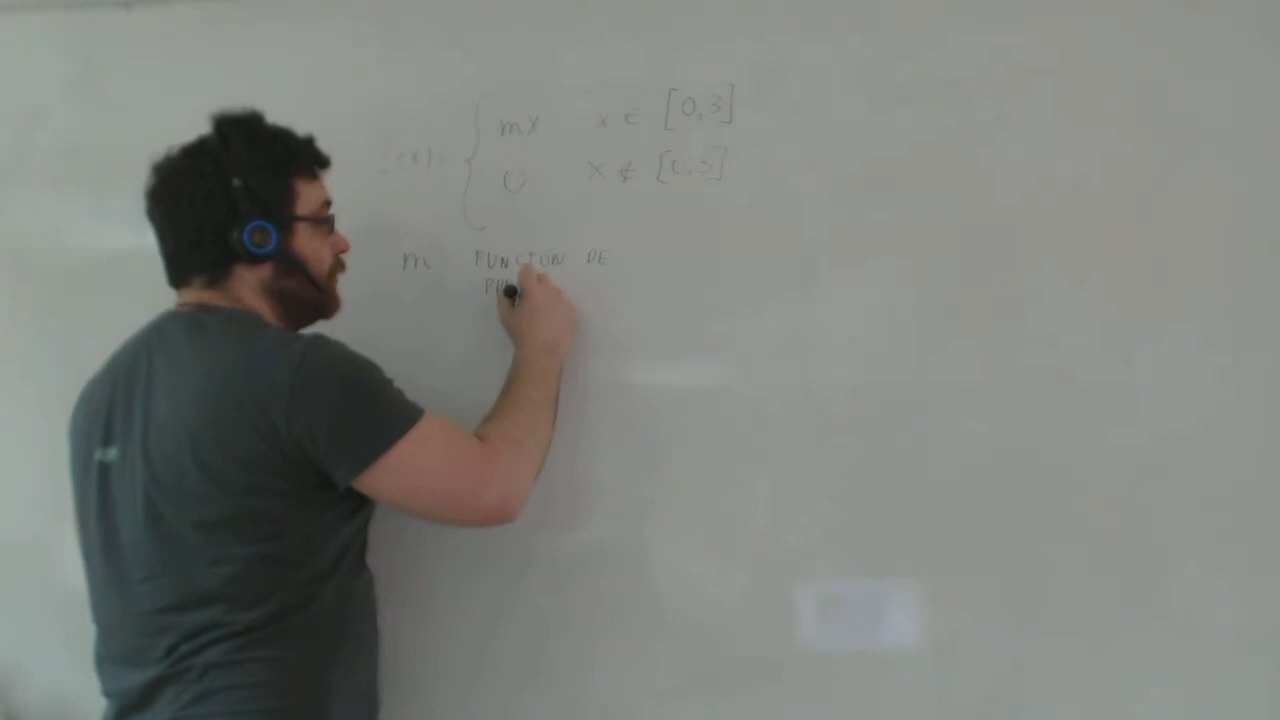 f(x) = { mx x ∈ [0,3]
0 x ∉ [0,3]
m FUNCIÓN DE